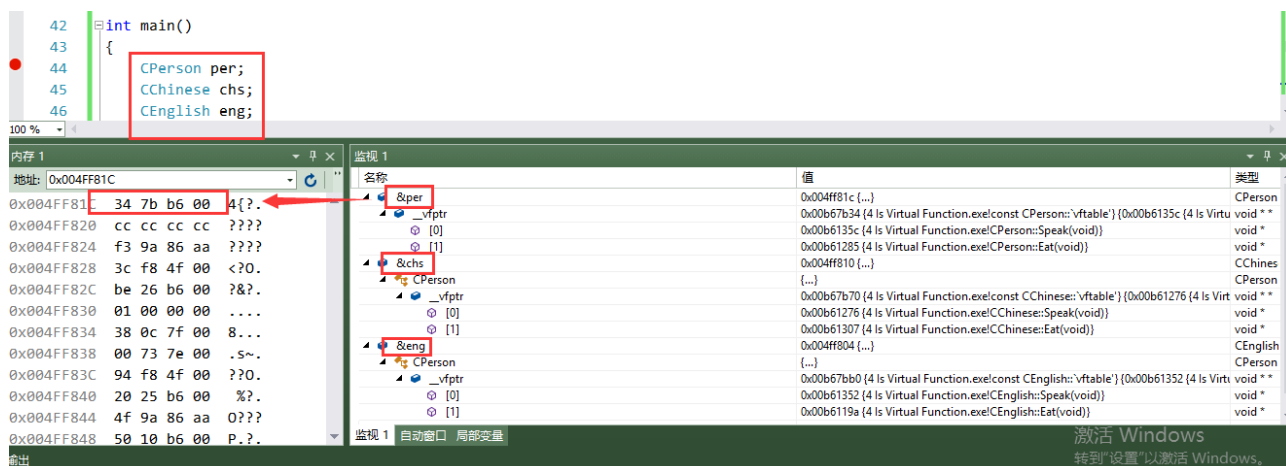 42 int main()
43 {
44 CPerson per;
45 CChinese chs;
46 CEnglish eng;
100 %
内存 1
地址: 0x004FF81C
0x004FF81C 34 7b b6 00 4{?.
0x004FF820 cc cc cc cc ????
0x004FF824 f3 9a 86 aa ????
0x004FF828 3c f8 4f 00 <?O.
0x004FF82C be 26 b6 00 ?&?.
0x004FF830 01 00 00 00 ....
0x004FF834 38 0c 7f 00 8...
0x004FF838 00 73 7e 00 .s~.
0x004FF83C 94 f8 4f 00 ??O.
0x004FF840 20 25 b6 00 %?.
0x004FF844 4f 9a 86 aa O???
0x004FF848 50 10 b6 00 P.?.
监视 1
名称 值 类型
&per 0x004ff81c {...} CPerson
__vfptr 0x00b67b34 {4 Is Virtual Function.exe!const CPerson::`vftable'} {0x00b6135c {4 Is Virtu void * *
[0] 0x00b6135c {4 Is Virtual Function.exe!CPerson::Speak(void)} void *
[1] 0x00b61285 {4 Is Virtual Function.exe!CPerson::Eat(void)} void *
&chs 0x004ff810 {...} CChines
CPerson {...} CPerson
__vfptr 0x00b67b70 {4 Is Virtual Function.exe!const CChinese::`vftable'} {0x00b61276 {4 Is Virt void * *
[0] 0x00b61276 {4 Is Virtual Function.exe!CChinese::Speak(void)} void *
[1] 0x00b61307 {4 Is Virtual Function.exe!CChinese::Eat(void)} void *
&eng 0x004ff804 {...} CEnglish
CPerson {...} CPerson
__vfptr 0x00b67bb0 {4 Is Virtual Function.exe!const CEnglish::`vftable'} {0x00b61352 {4 Is Virtu void * *
[0] 0x00b61352 {4 Is Virtual Function.exe!CEnglish::Speak(void)} void *
[1] 0x00b6119a {4 Is Virtual Function.exe!CEnglish::Eat(void)} void *
监视 1 自动窗口 局部变量
激活 Windows
转到"设置"以激活 Windows。
输出